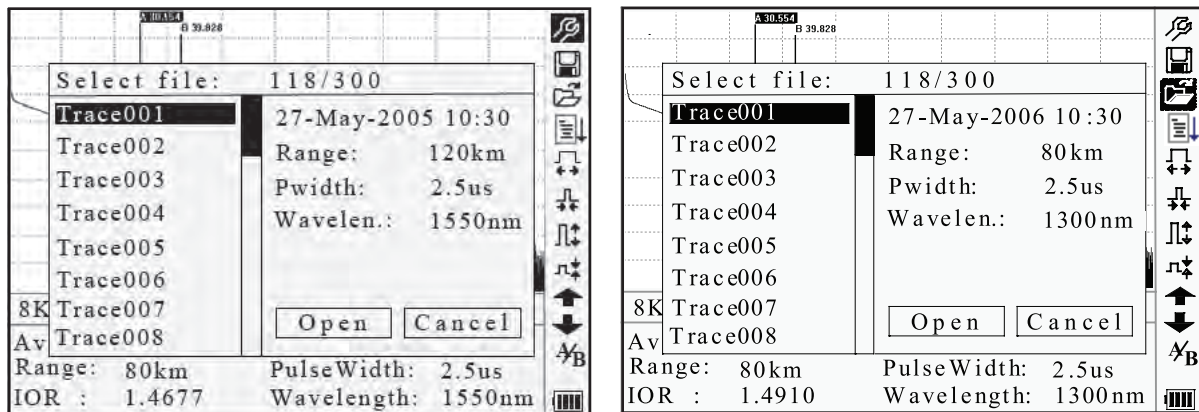 A 30.554
B 39.828
Select file: 118/300
Trace001
Trace002
Trace003
Trace004
Trace005
Trace006
Trace007
Trace008
27-May-2005 10:30
Range: 120km
Pwidth: 2.5us
Wavelen.: 1550nm
Open Cancel
8K
Av
Range: 80km PulseWidth: 2.5us
IOR : 1.4677 Wavelength: 1550nm
A/B
A 30.554
B 39.828
Select file: 118/300
Trace001
Trace002
Trace003
Trace004
Trace005
Trace006
Trace007
Trace008
27-May-2006 10:30
Range: 80km
Pwidth: 2.5us
Wavelen.: 1300nm
Open Cancel
8K
Av
Range: 80km PulseWidth: 2.5us
IOR : 1.4910 Wavelength: 1300nm
A/B